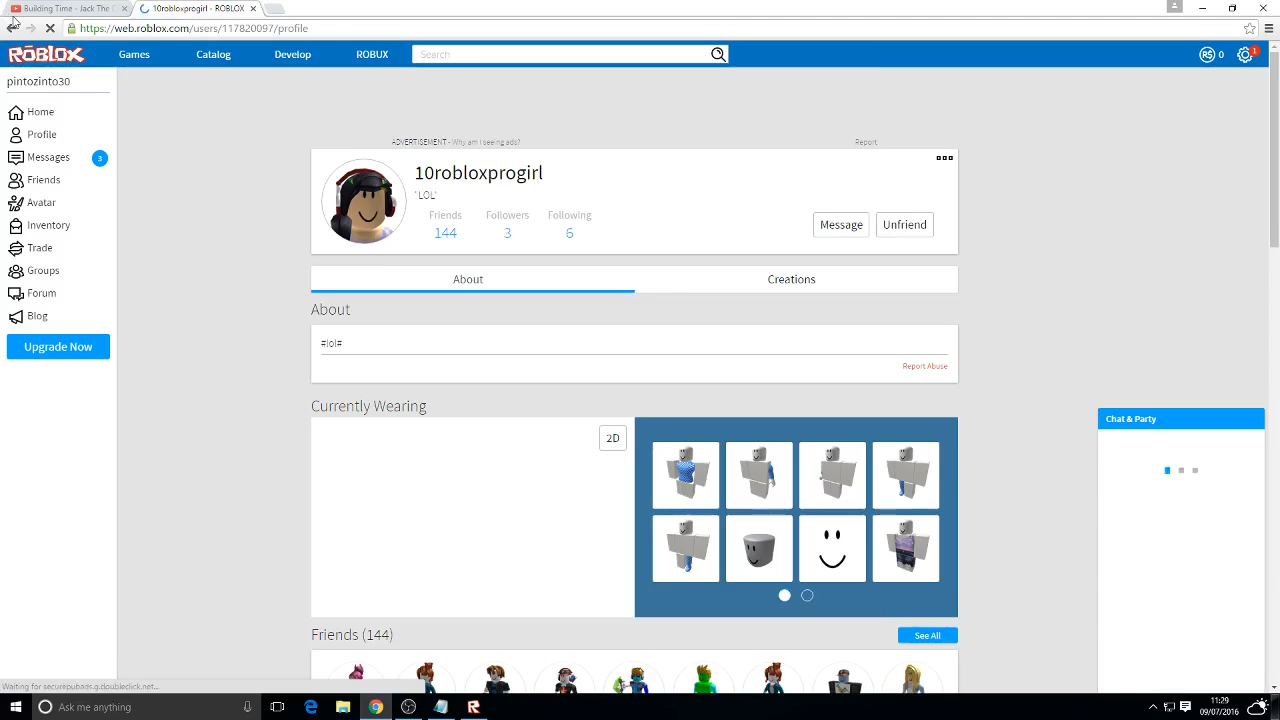 Building Time - Jack The D
10robloxprogirl - ROBLOX
https://web.roblox.com/users/117820097/profile
ROBLOX
Games
Catalog
Develop
ROBUX
Search
R$ 0
1
pintozinto30
Home
Profile
Messages
3
Friends
Avatar
Inventory
Trade
Groups
Forum
Blog
Upgrade Now
ADVERTISEMENT - Why am I seeing ads?
Report
10robloxprogirl
"LOL"
Friends Followers Following
144 3 6
Message Unfriend
About Creations
About
#lol#
Report Abuse
Currently Wearing
2D
Friends (144)
See All
Chat & Party
Waiting for securepubads.g.doubleclick.net...
Ask me anything
11:29
09/07/2016